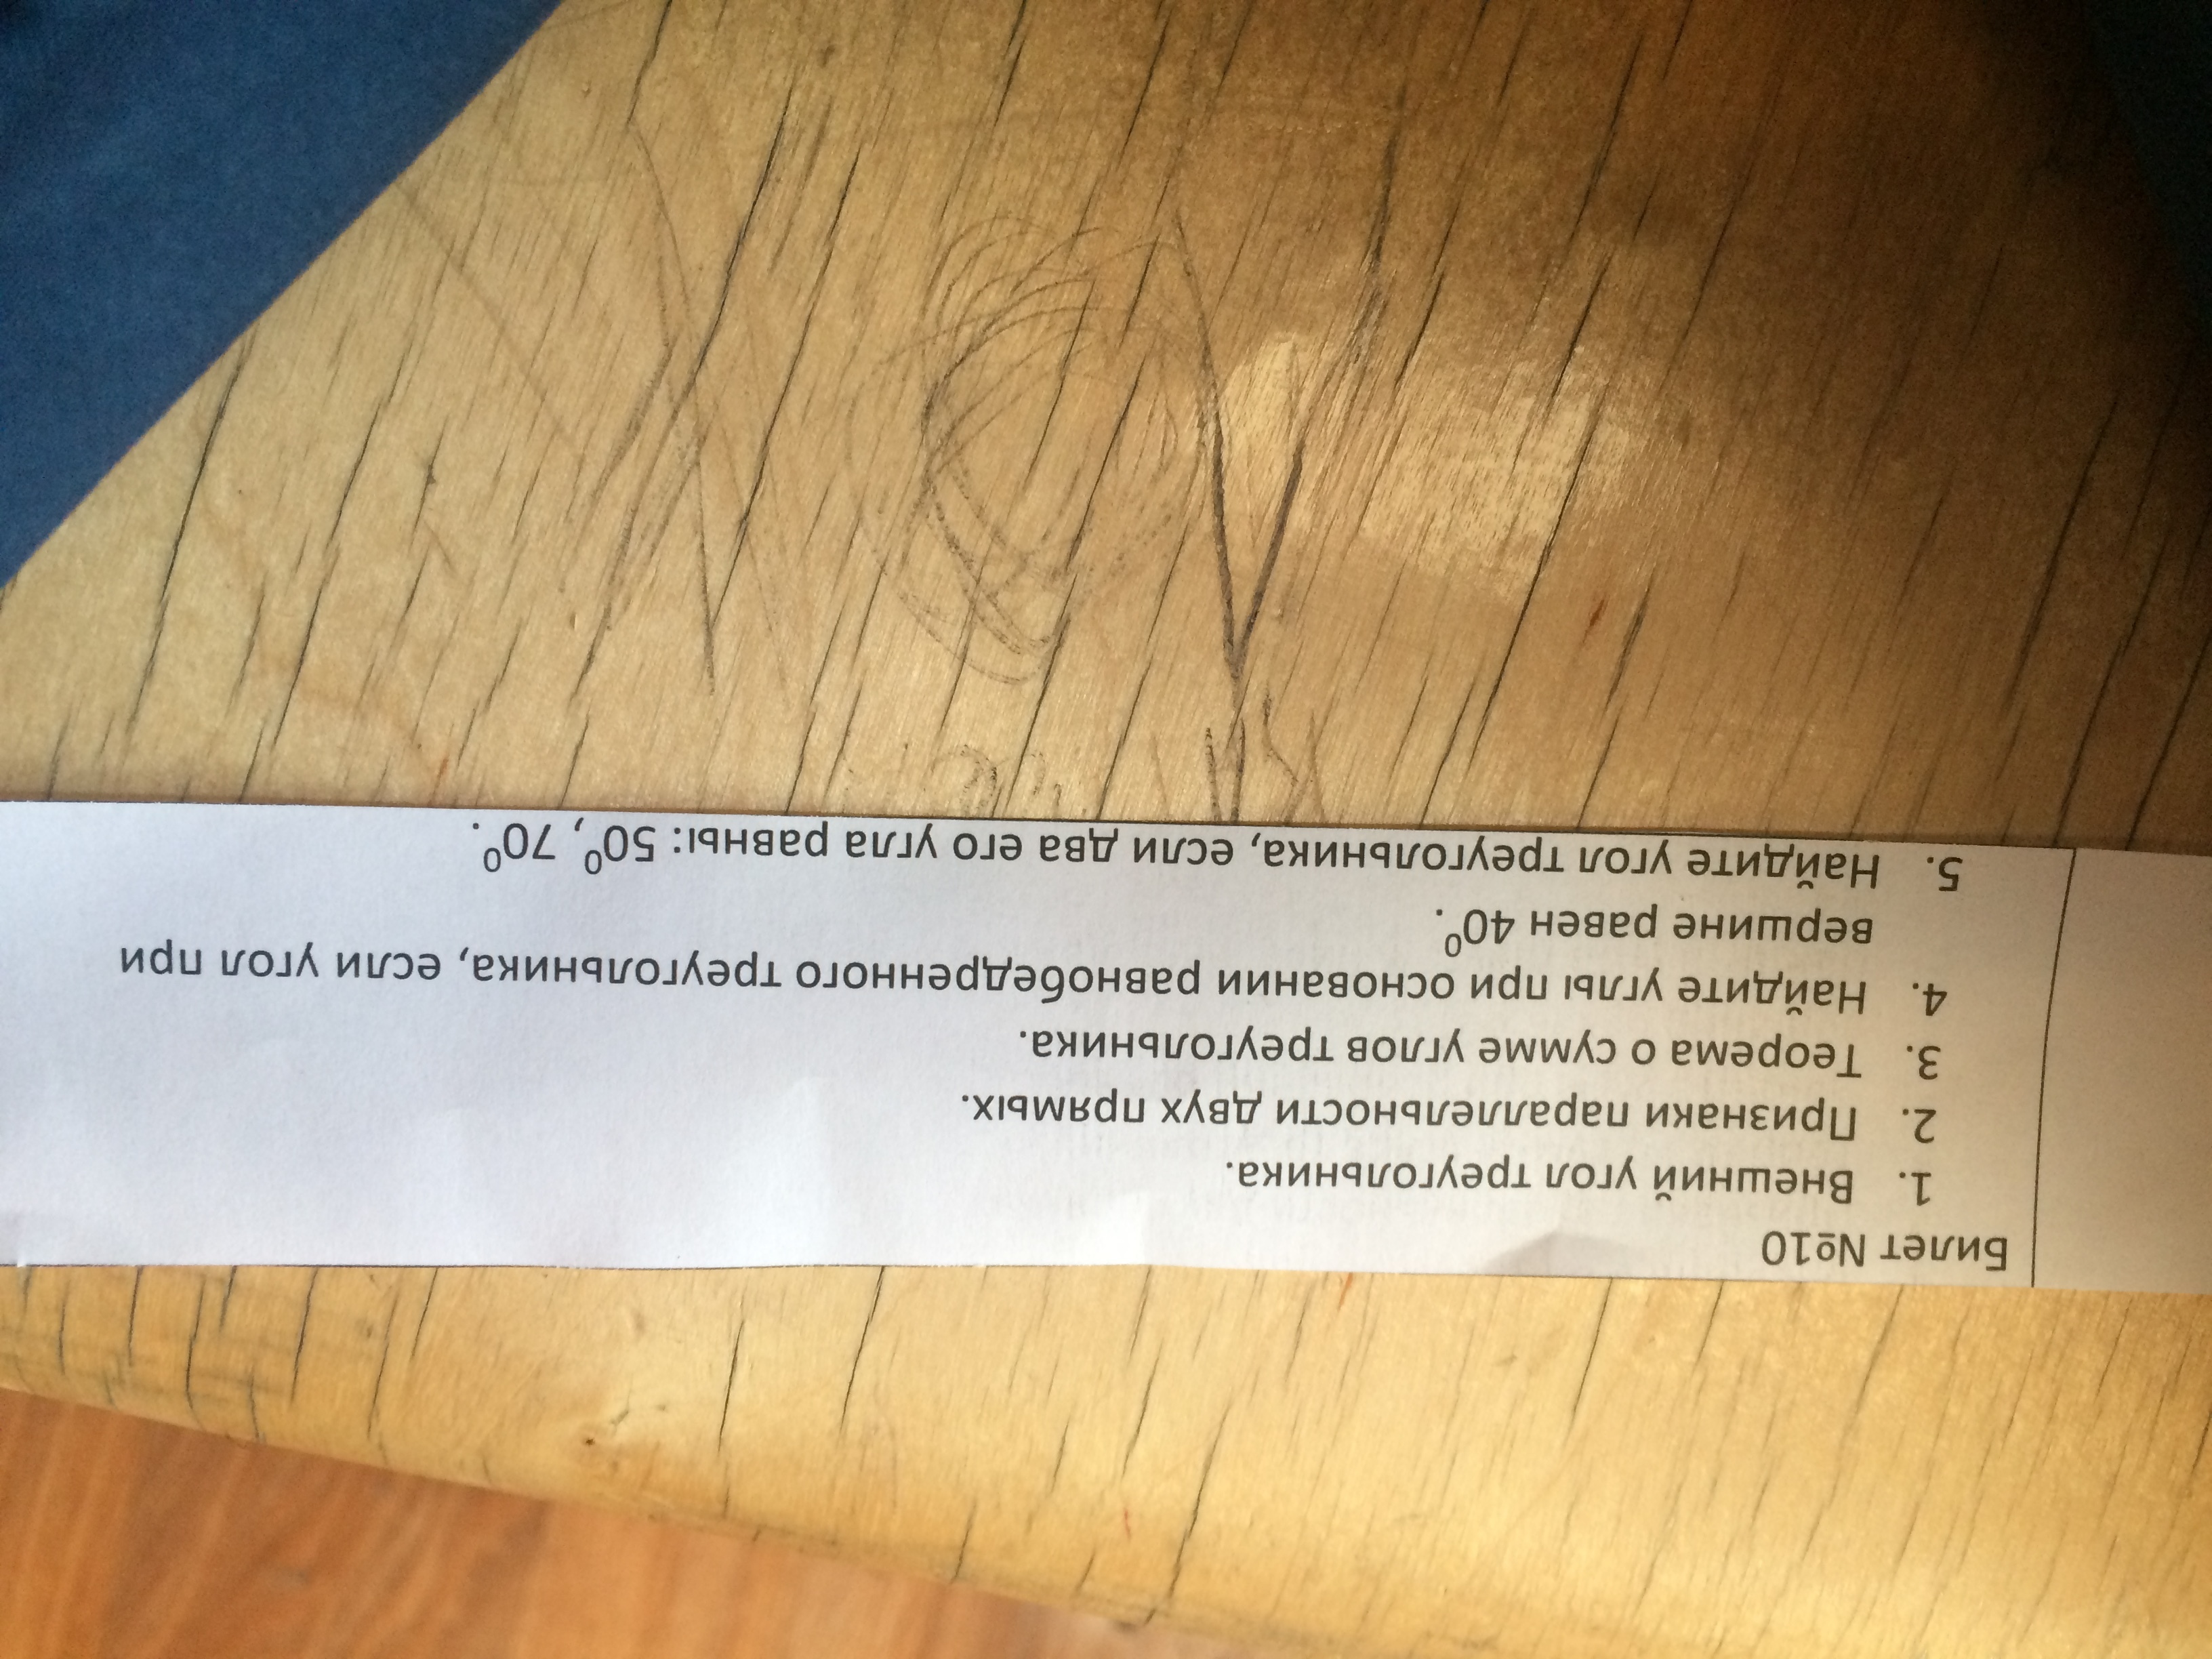 Билет №10
1. Внешний угол треугольника.
2. Признаки параллельности двух прямых.
3. Теорема о сумме углов треугольника.
4. Найдите углы при основании равнобедренного треугольника, если угол при
вершине равен 40⁰.
5. Найдите угол треугольника, если два его угла равны: 50⁰, 70⁰.